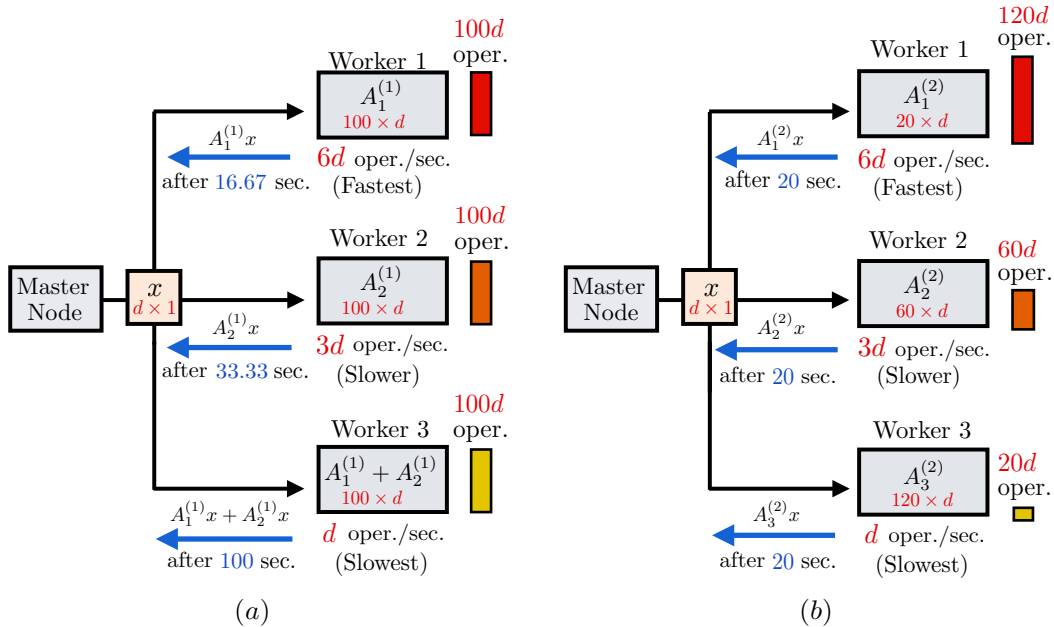 100d
oper.
Worker 1
A_1^{(1)}
100 × d
A_1^{(1)}x
6d oper./sec.
after 16.67 sec.
(Fastest)
100d
oper.
Worker 2
Master
Node
x
d × 1
A_2^{(1)}
100 × d
A_2^{(1)}x
3d oper./sec.
after 33.33 sec.
(Slower)
100d
oper.
Worker 3
A_1^{(1)} + A_2^{(1)}
100 × d
A_1^{(1)}x + A_2^{(1)}x
d oper./sec.
after 100 sec.
(Slowest)
(a)
120d
oper.
Worker 1
A_1^{(2)}
20 × d
A_1^{(2)}x
6d oper./sec.
after 20 sec.
(Fastest)
60d
oper.
Worker 2
Master
Node
x
d × 1
A_2^{(2)}
60 × d
A_2^{(2)}x
3d oper./sec.
after 20 sec.
(Slower)
20d
oper.
Worker 3
A_3^{(2)}
120 × d
A_3^{(2)}x
d oper./sec.
after 20 sec.
(Slowest)
(b)